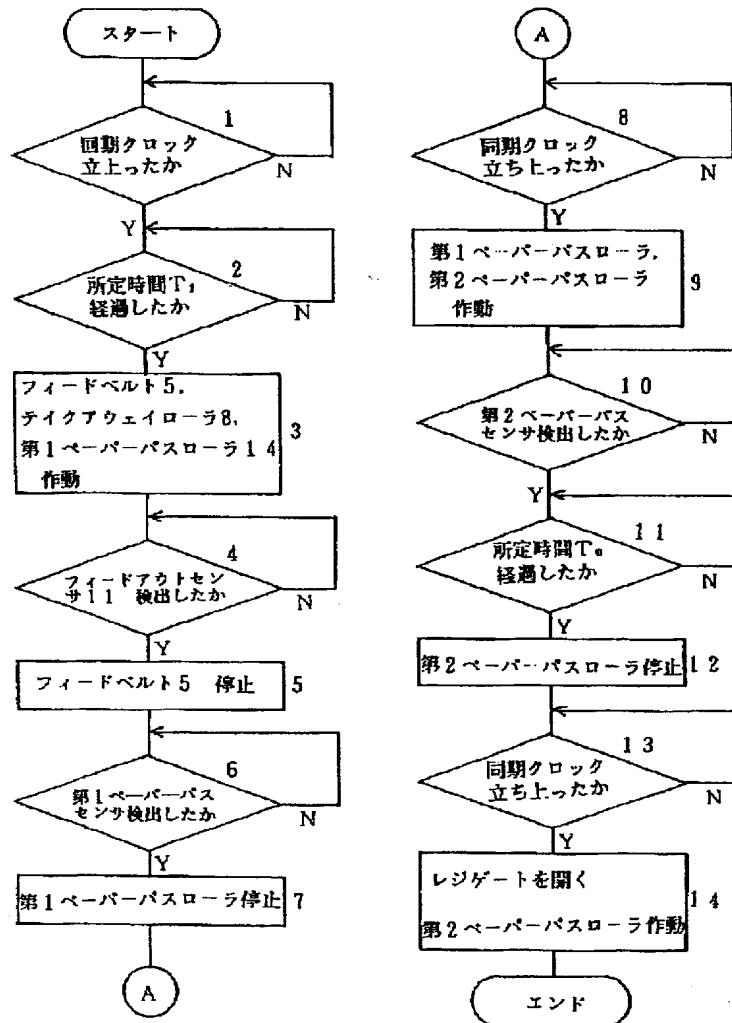 スタート
1
回期クロック
立上ったか
N
Y
2
所定時間T₁
経過したか
N
Y
フィードベルト5.
テイクアウェイローラ8,
第1ペーパーパスローラ14
作動
3
4
フィードアウトセン
サ11 検出したか
N
Y
フィードベルト5 停止
5
6
第1ペーパーパス
センサ検出したか
N
Y
第1ペーパーパスローラ停止
7
A
A
8
同期クロック
立ち上ったか
N
Y
第1ペーパーパスローラ.
第2ペーパーパスローラ
作動
9
10
第2ペーパーパス
センサ検出したか
N
Y
11
所定時間T₀
経過したか
N
Y
第2ペーパーパスローラ停止
12
13
同期クロック
立ち上ったか
N
Y
レジゲートを開く
第2ペーパーパスローラ作動
14
エンド